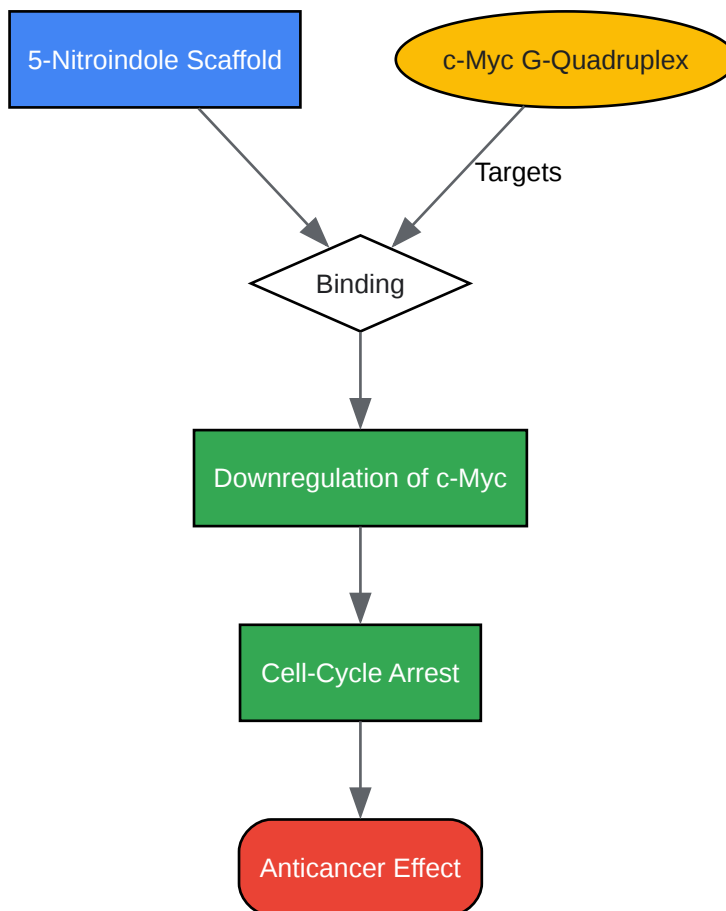 5-Nitroindole Scaffold
c-Myc G-Quadruplex
Targets
Binding
Downregulation of c-Myc
Cell-Cycle Arrest
Anticancer Effect